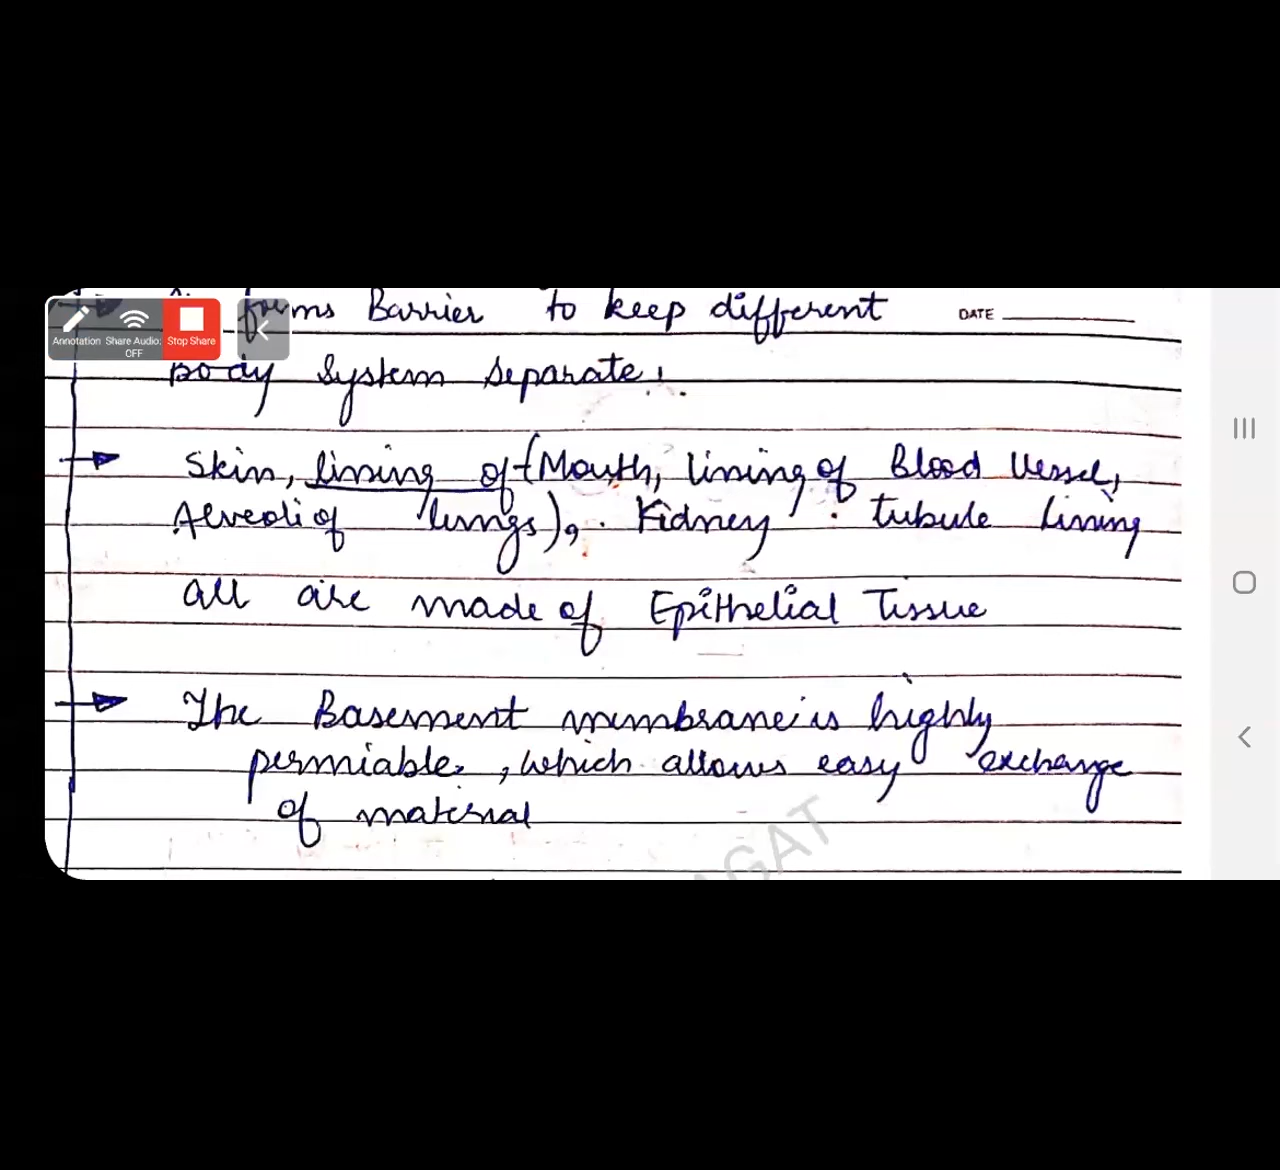 forms Barrier to keep different
DATE
Annotation Share Audio: OFF Stop Share
body System separate.
Skin, lining of (Mouth, lining of Blood Vessel,
Alveoli of lungs), Kidney tubule lining
all are made of Epithelial Tissue
The Basement membrane is highly
permiable, which allows easy exchange
of material
AGAT